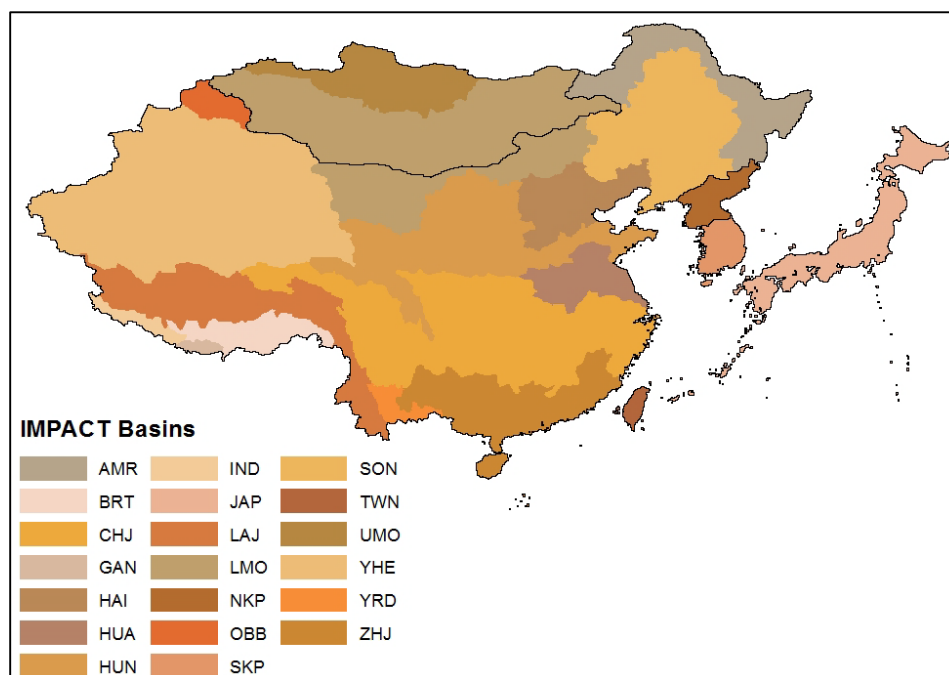 IMPACT Basins
AMR IND SON
BRT JAP TWN
CHJ LAJ UMO
GAN LMO YHE
HAI NKP YRD
HUA OBB ZHJ
HUN SKP